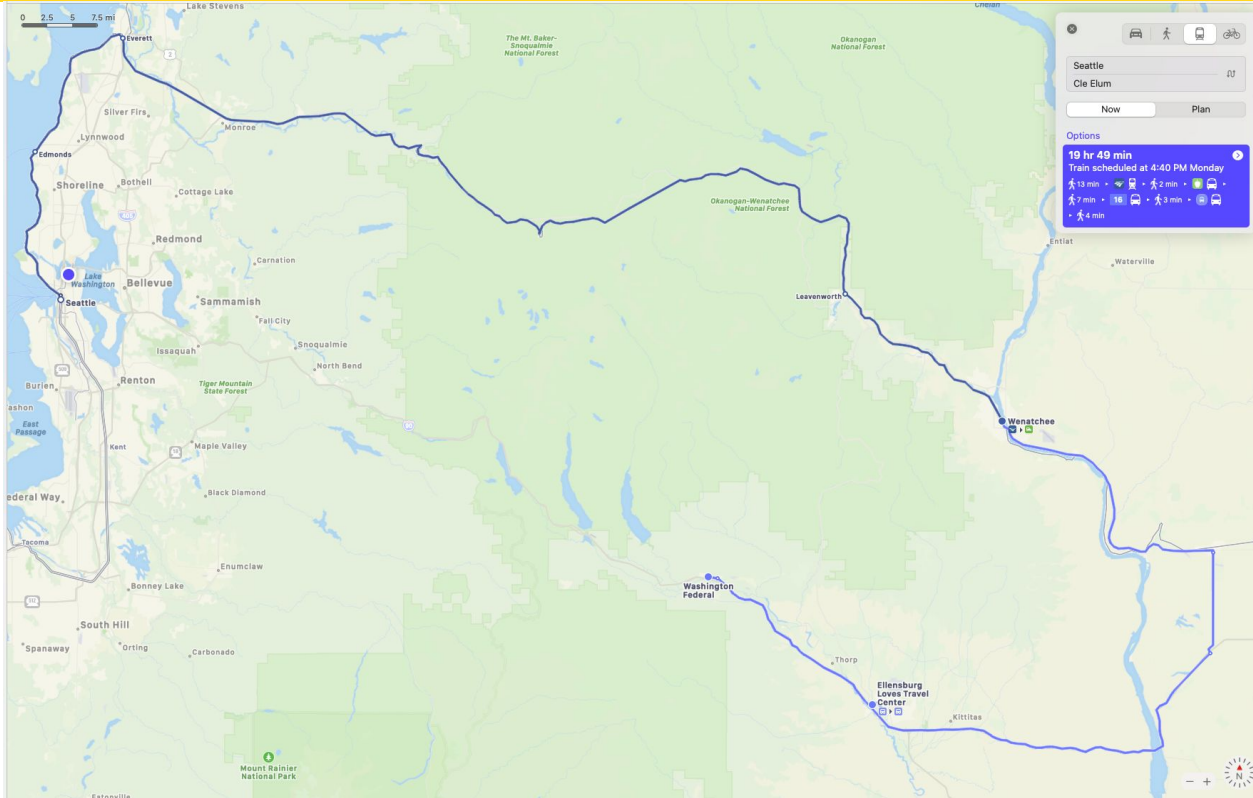 0 2.5 5 7.5 mi
Lake Stevens
Chelan
Everett
2
The Mt. Baker-
Snoqualmie
National Forest
Okanogan
National Forest
Seattle
Cle Elum
Now Plan
Options
19 hr 49 min
Train scheduled at 4:40 PM Monday
13 min 2 min
7 min 16 3 min
4 min
Silver Firs
Monroe
Lynnwood
Edmonds
Shoreline
Bothell
Cottage Lake
Okanogan-Wenatchee
National Forest
Redmond
Entiat
Carnation
Waterville
Lake
Washington
Bellevue
Leavenworth
Seattle
Sammamish
Fall City
Snoqualmie
Issaquah
North Bend
Burien
Renton
Tiger Mountain
State Forest
ashon
East
Passage
Wenatchee
Kent
Maple Valley
Black Diamond
ederal Way
Tacoma
Enumclaw
Bonney Lake
Washington
Federal
South Hill
Spanaway
Orting
Carbonado
Thorp
Ellensburg
Loves Travel
Center
Kittitas
Mount Rainier
National Park
Eatonville
N